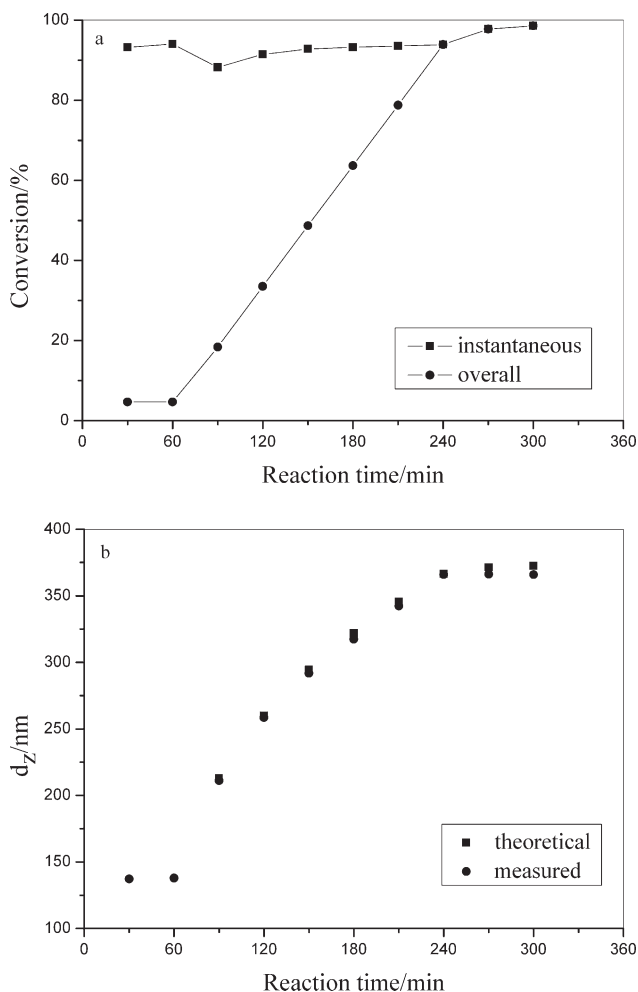 100
a
80
60
Conversion/%
40
20
instantaneous
overall
0
0 60 120 180 240 300 360
Reaction time/min
400
b
350
300
250
dz/nm
200
theoretical
150
measured
100
0 60 120 180 240 300 360
Reaction time/min